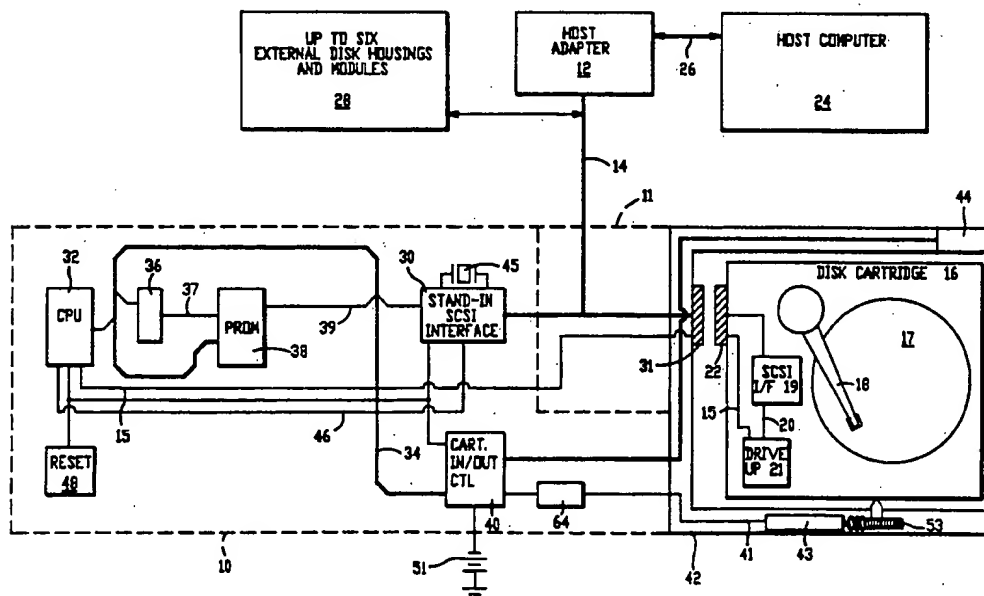 UP TO SIX
EXTERNAL DISK HOUSINGS
AND MODULES
28
HOST
ADAPTER
12
26
HOST COMPUTER
24
14
11
44
32
CPU
36
37
PROM
38
39
30
45
STAND-IN
SCSI
INTERFACE
DISK CARTRIDGE 16
17
18
31
22
SCSI
I/F 19
15
20
DRIVE
UP 21
15
46
RESET
48
34
CART.
IN/OUT
CTL
40
64
10
51
41
43
53
42